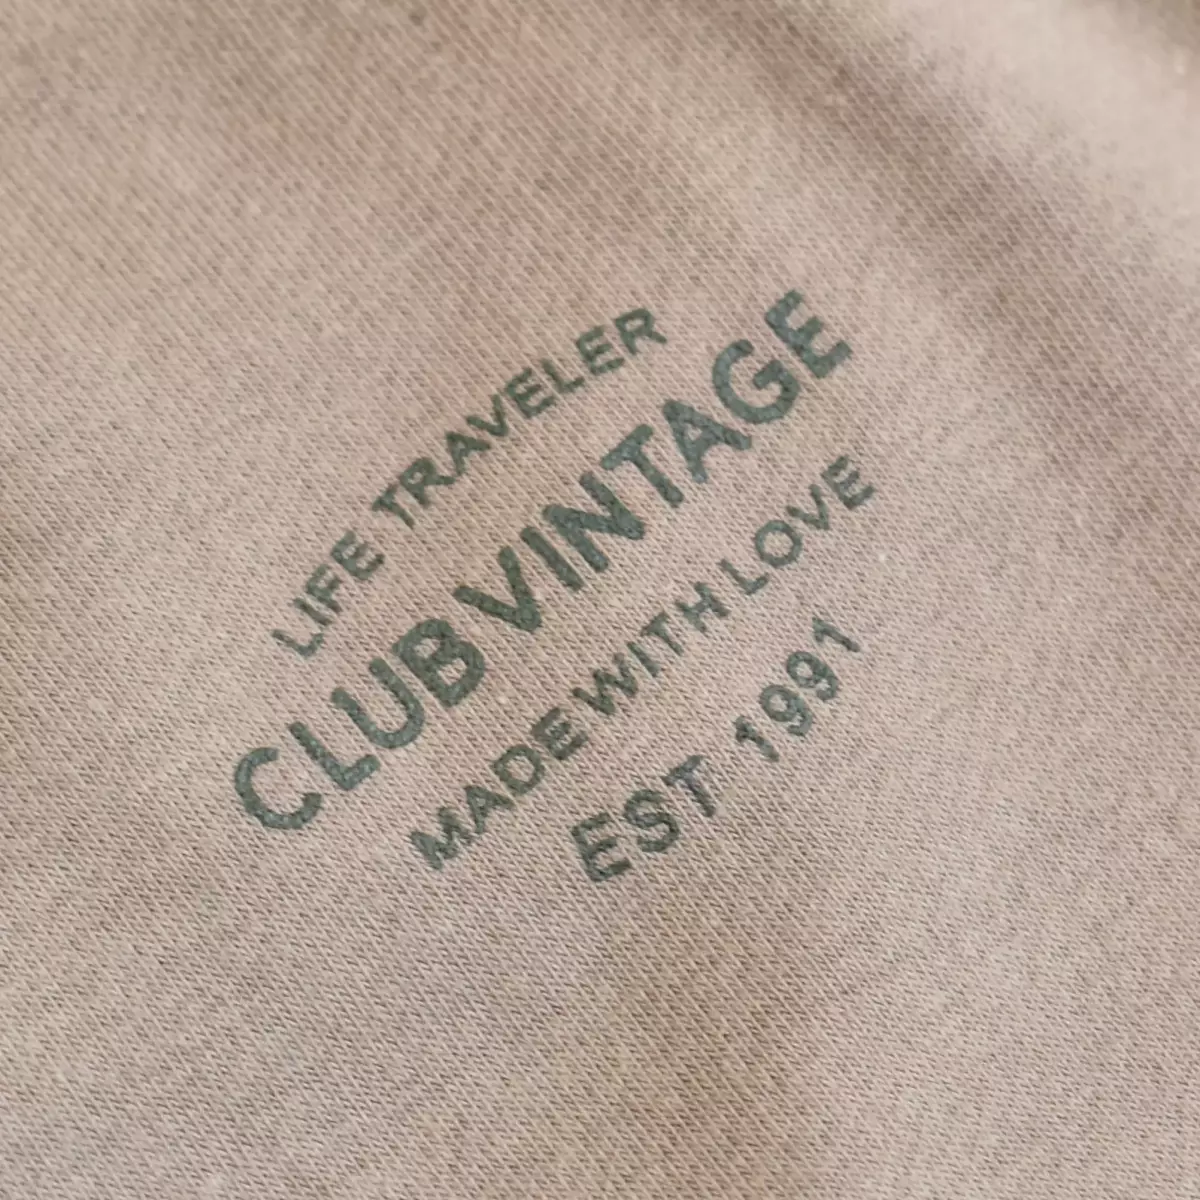 LIFE TRAVELER
CLUB VINTAGE
MADE WITH LOVE
EST 1991